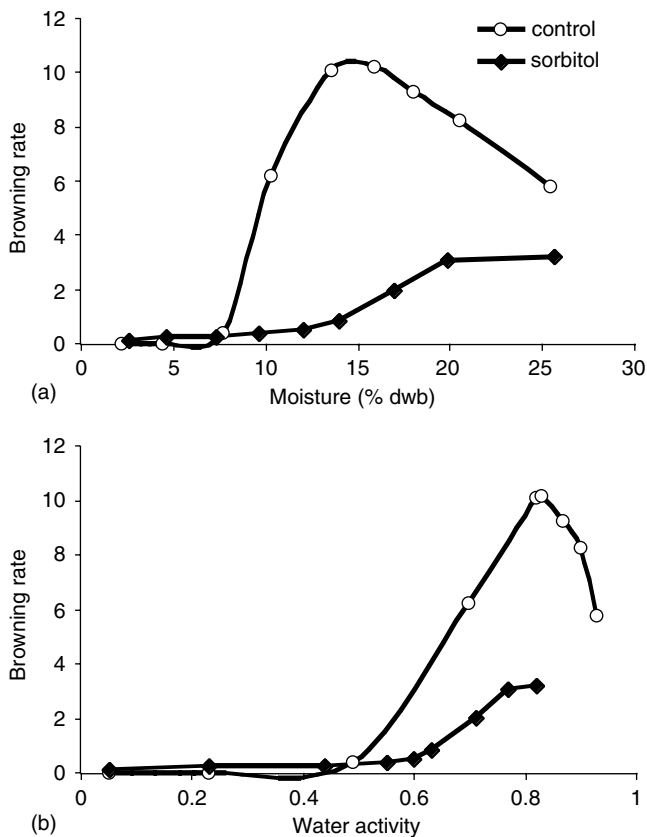 12
control
sorbitol
10
8
6
4
2
0
Browning rate
0 5 10 15 20 25 30
(a) Moisture (% dwb)
12
10
8
6
4
2
0
Browning rate
0 0.2 0.4 0.6 0.8 1
(b) Water activity